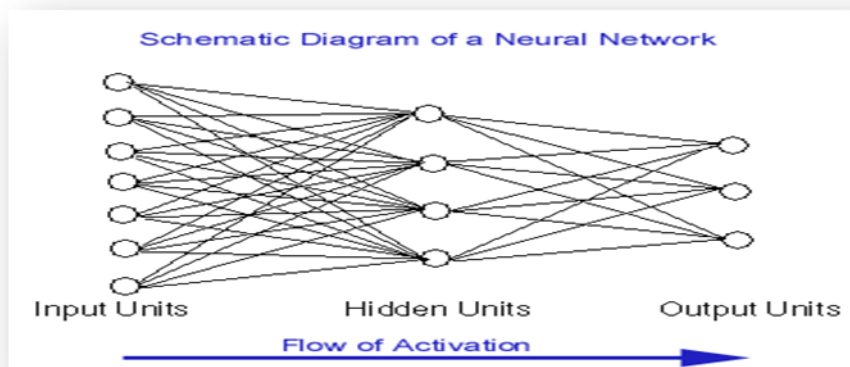 Schematic Diagram of a Neural Network
Input Units
Hidden Units
Output Units
Flow of Activation